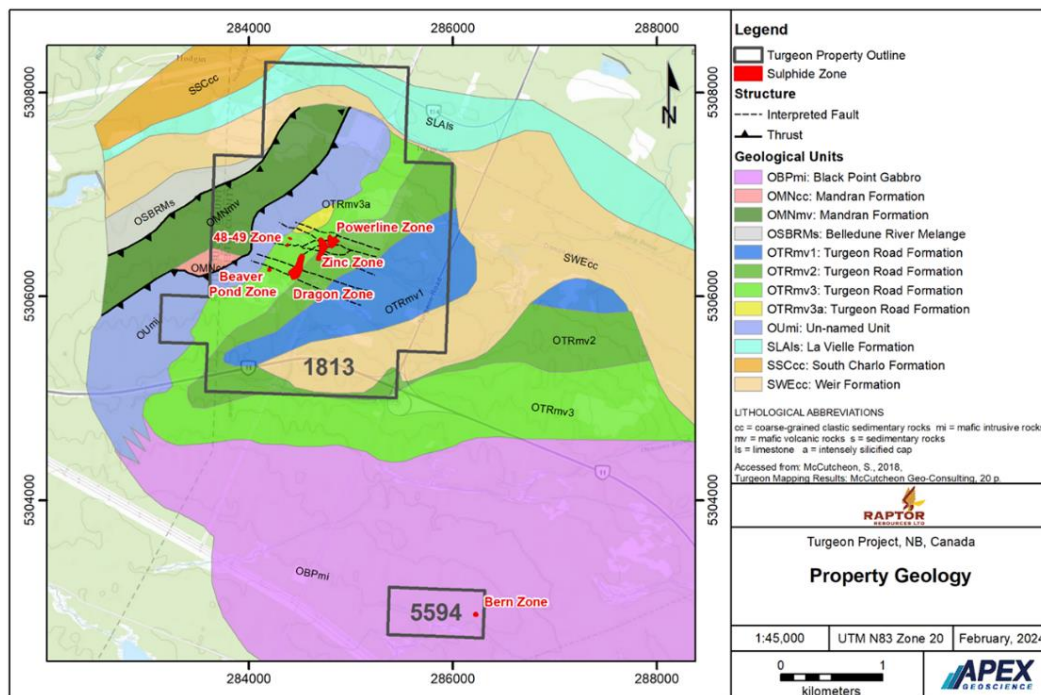 284000
286000
288000
5308000
5306000
5304000
5308000
5306000
5304000
284000
286000
288000
SSCcc
SLAls
N
OSBRMs
OMNmv
OTRmv3a
Powerline Zone
48-49 Zone
OMNcc
Zinc Zone
SWEcc
Beaver
Pond Zone
Dragon Zone
OTRmv1
OUmi
OTRmv2
1813
OTRmv3
11
11
OBPmi
5594
Bern Zone
Legend
Turgeon Property Outline
Sulphide Zone
Structure
Interpreted Fault
Thrust
Geological Units
OBPmi: Black Point Gabbro
OMNcc: Mandran Formation
OMNmv: Mandran Formation
OSBRMs: Belledune River Melange
OTRmv1: Turgeon Road Formation
OTRmv2: Turgeon Road Formation
OTRmv3: Turgeon Road Formation
OTRmv3a: Turgeon Road Formation
OUmi: Un-named Unit
SLAls: La Vielle Formation
SSCcc: South Charlo Formation
SWEcc: Weir Formation
LITHOLOGICAL ABBREVIATIONS
cc = coarse-grained clastic sedimentary rocks mi = mafic intrusive rocks
mv = mafic volcanic rocks s = sedimentary rocks
ls = limestone a = intensely silicified cap
Accessed from: McCutcheon, S., 2018,
Turgeon Mapping Results: McCutcheon Geo-Consulting, 20 p.
RAPTOR
RESOURCES LTD
Turgeon Project, NB, Canada
Property Geology
1:45,000
UTM N83 Zone 20
February, 2024
0
1
kilometers
APEX
GEOSCIENCE